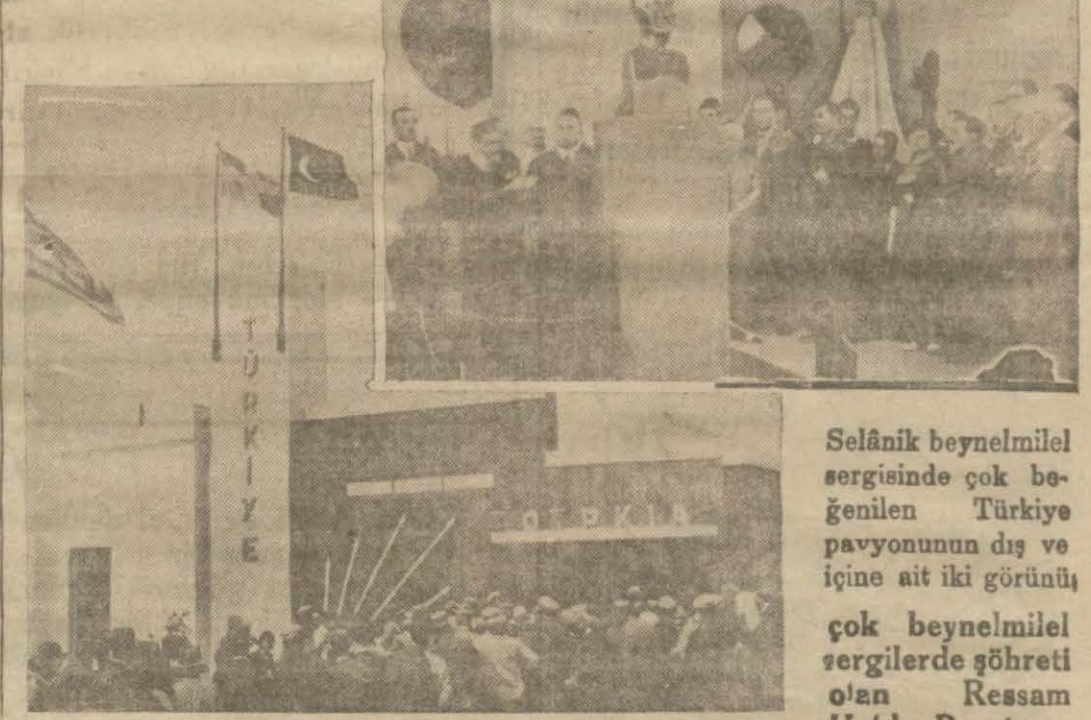 TÜRKİYE
Selânik beynelmilel
sergisinde çok be-
ğenilen Türkiye
pavyonunun dış ve
içine ait iki görünüş
çok beynelmilel
sergilerde şöhreti
olan Ressam